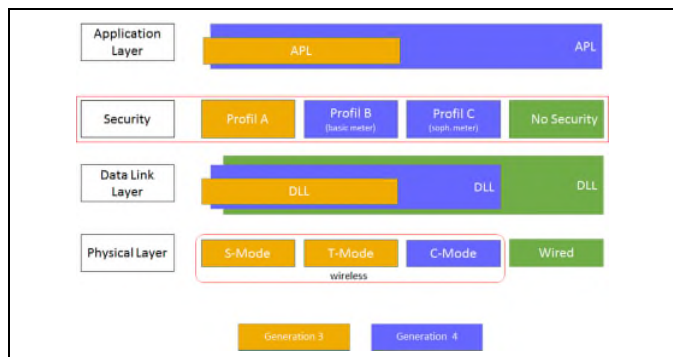 Application
Layer
APL
APL
Security
Profil A
Profil B
(basic meter)
Profil C
(soph. meter)
No Security
Data Link
Layer
DLL
DLL
DLL
Physical Layer
S-Mode
T-Mode
C-Mode
Wired
wireless
Generation 3
Generation 4